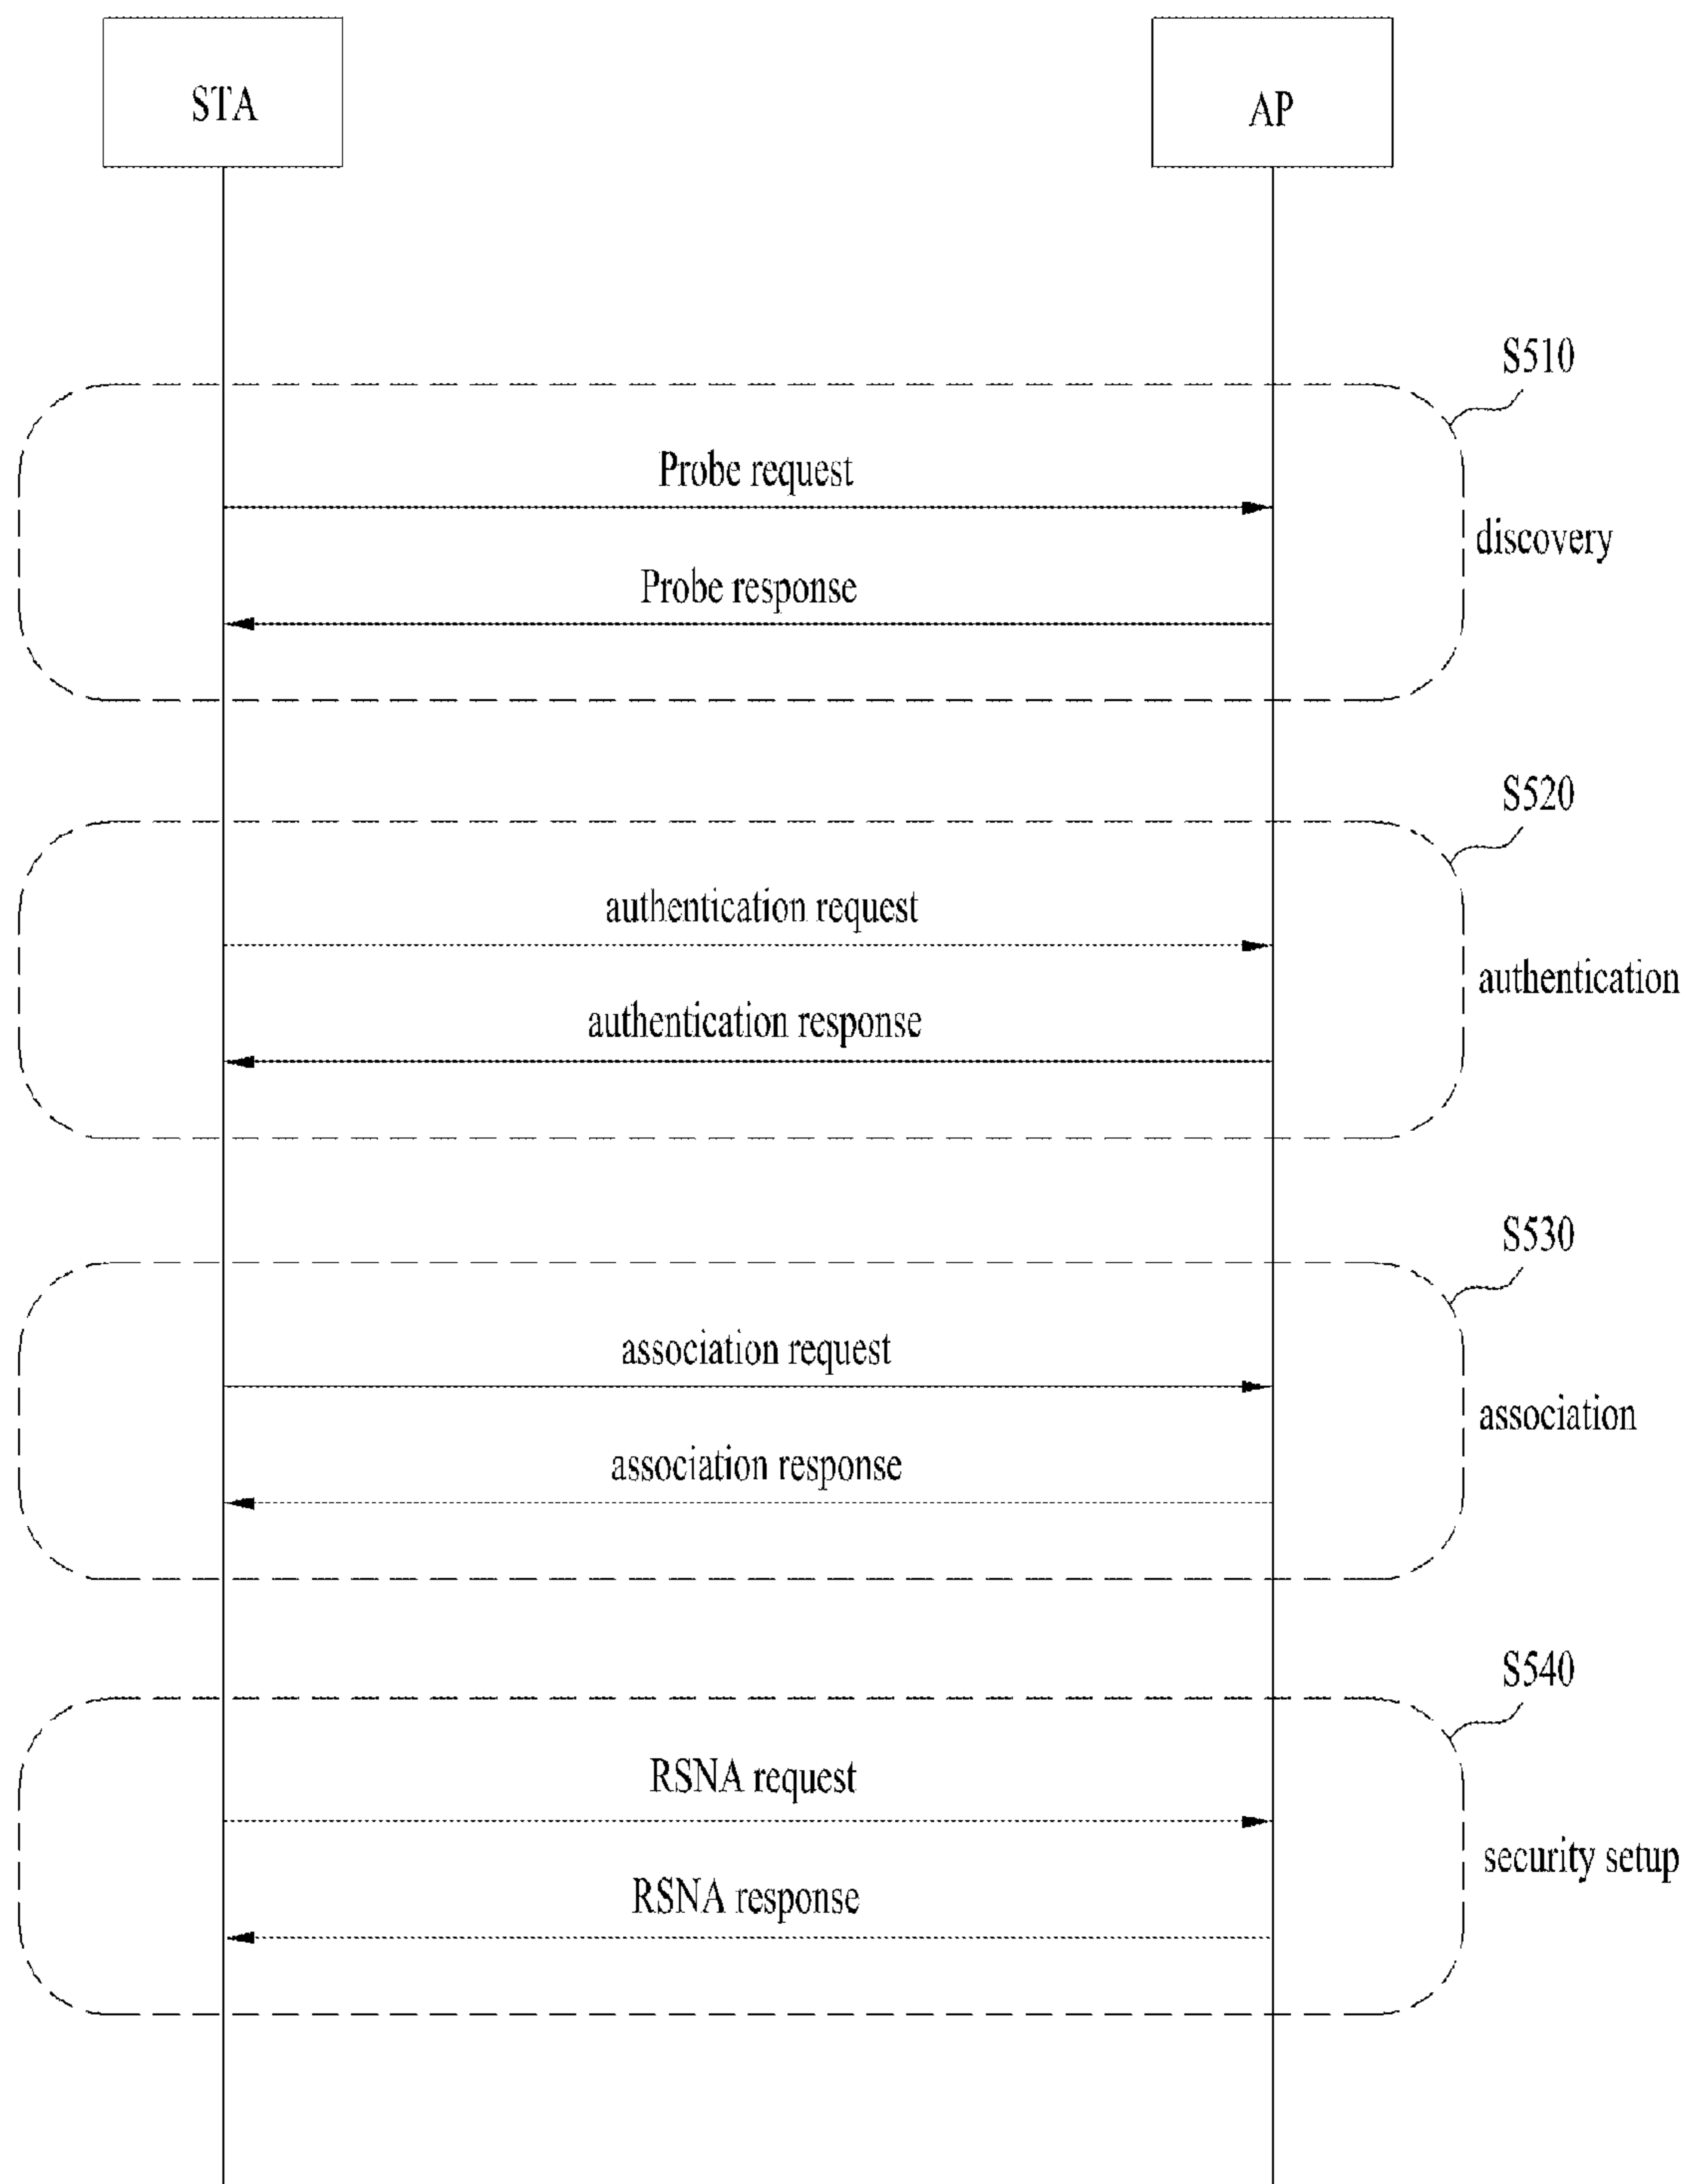 STA
AP
S510
Probe request
discovery
Probe response
S520
authentication request
authentication
authentication response
S530
association request
association
association response
S540
RSNA request
security setup
RSNA response